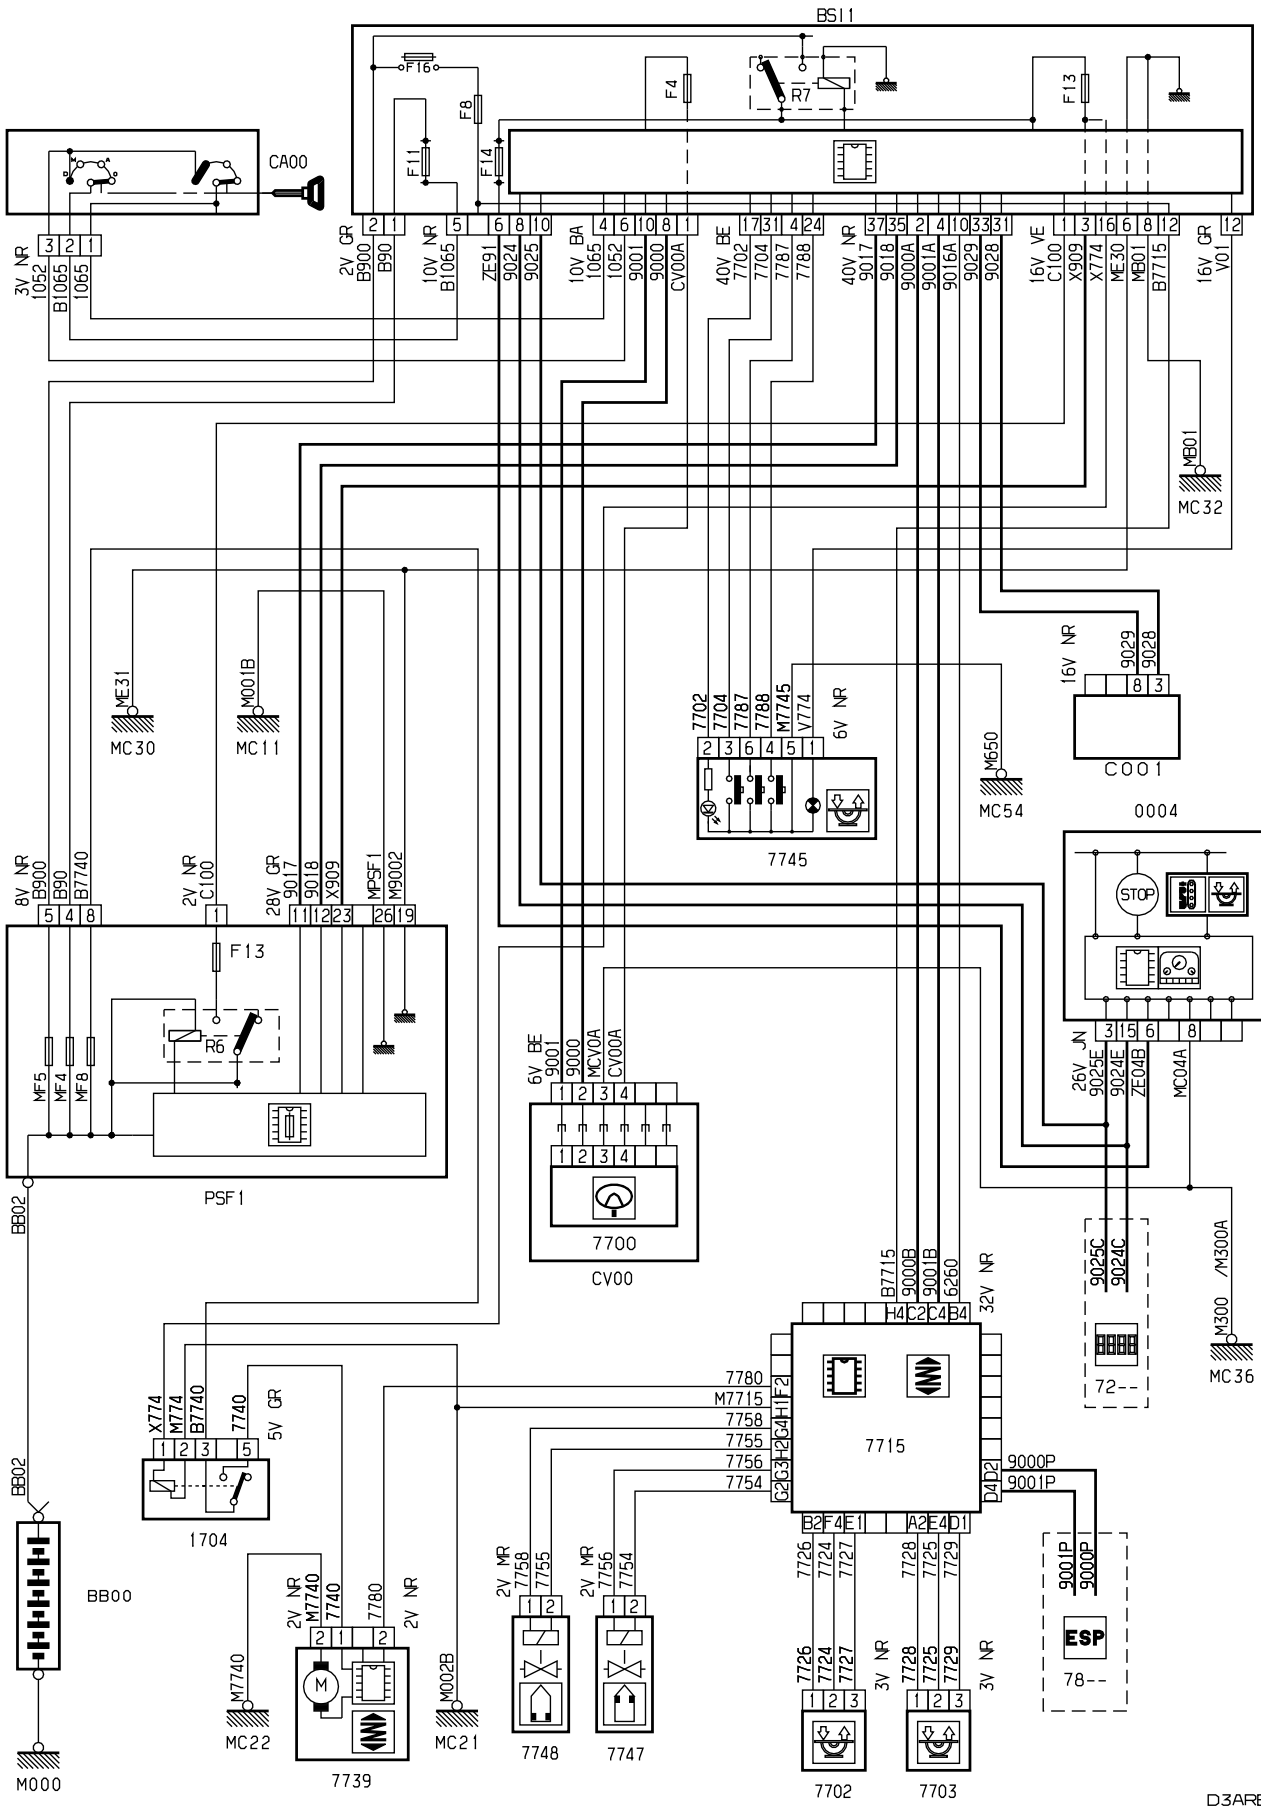 BSI1
F16
F8
F4
R7
F13
F11
F14
CA00
M A
D
D
3 2 1
2 1
5 6 8 10
4 6 10 8 1
17 31 4 24
37 35 2 4 10 33 31
1 3 16 6 8 12
12
3V NR
1052
B1065
1065
2V GR
B900
B90
10V NR
B1065
ZE91
9024
9025
10V BA
1065
1052
9001
9000
CV00A
40V BE
7702
7704
7787
7788
40V NR
9017
9018
9000A
9001A
9016A
9029
9028
16V VE
C100
X909
X774
ME30
MB01
B7715
16V GR
V01
MB01
MC32
ME31
MC30
M001B
MC11
7702
7704
7787
7788
M7745
V774
6V NR
2 3 6 4 5 1
7745
M650
MC54
16V NR
9029
9028
8 3
C001
0004
STOP
3 15 6 8
26V JN
9025E
9024E
ZE04B
MC04A
8V NR
B900
B90
B7740
2V NR
C100
28V GR
9017
9018
X909
MPSF1
M9002
5 4 8
1
11 12 23 26 19
F13
R6
MF5
MF4
MF8
PSF1
BB02
6V BE
9001
9000
MCV0A
CV00A
1 2 3 4
1 2 3 4
7700
CV00
9025C
9024C
72--
M300 /M300A
MC36
B7715
9000B
9001B
6260
32V NR
H4 C2 C4 B4
7780
M7715
7758
7755
7756
7754
F2
H1
G4
H2
G3
G2
7715
D2
D4
9000P
9001P
B2 F4 E1 A2 E4 D1
7726
7724
7727
7728
7725
7729
9001P
9000P
ESP
78--
X774
M774
B7740
7740
5V GR
1 2 3 5
1704
BB02
BB00
M000
2V NR
M7740
7740
7780
2V NR
2 1 2
M
7739
M7740
MC22
M002B
MC21
2V MR
7758
7755
1 2
7748
2V MR
7756
7754
1 2
7747
7726
7724
7727
3V NR
1 2 3
7702
7728
7725
7729
3V NR
1 2 3
7703